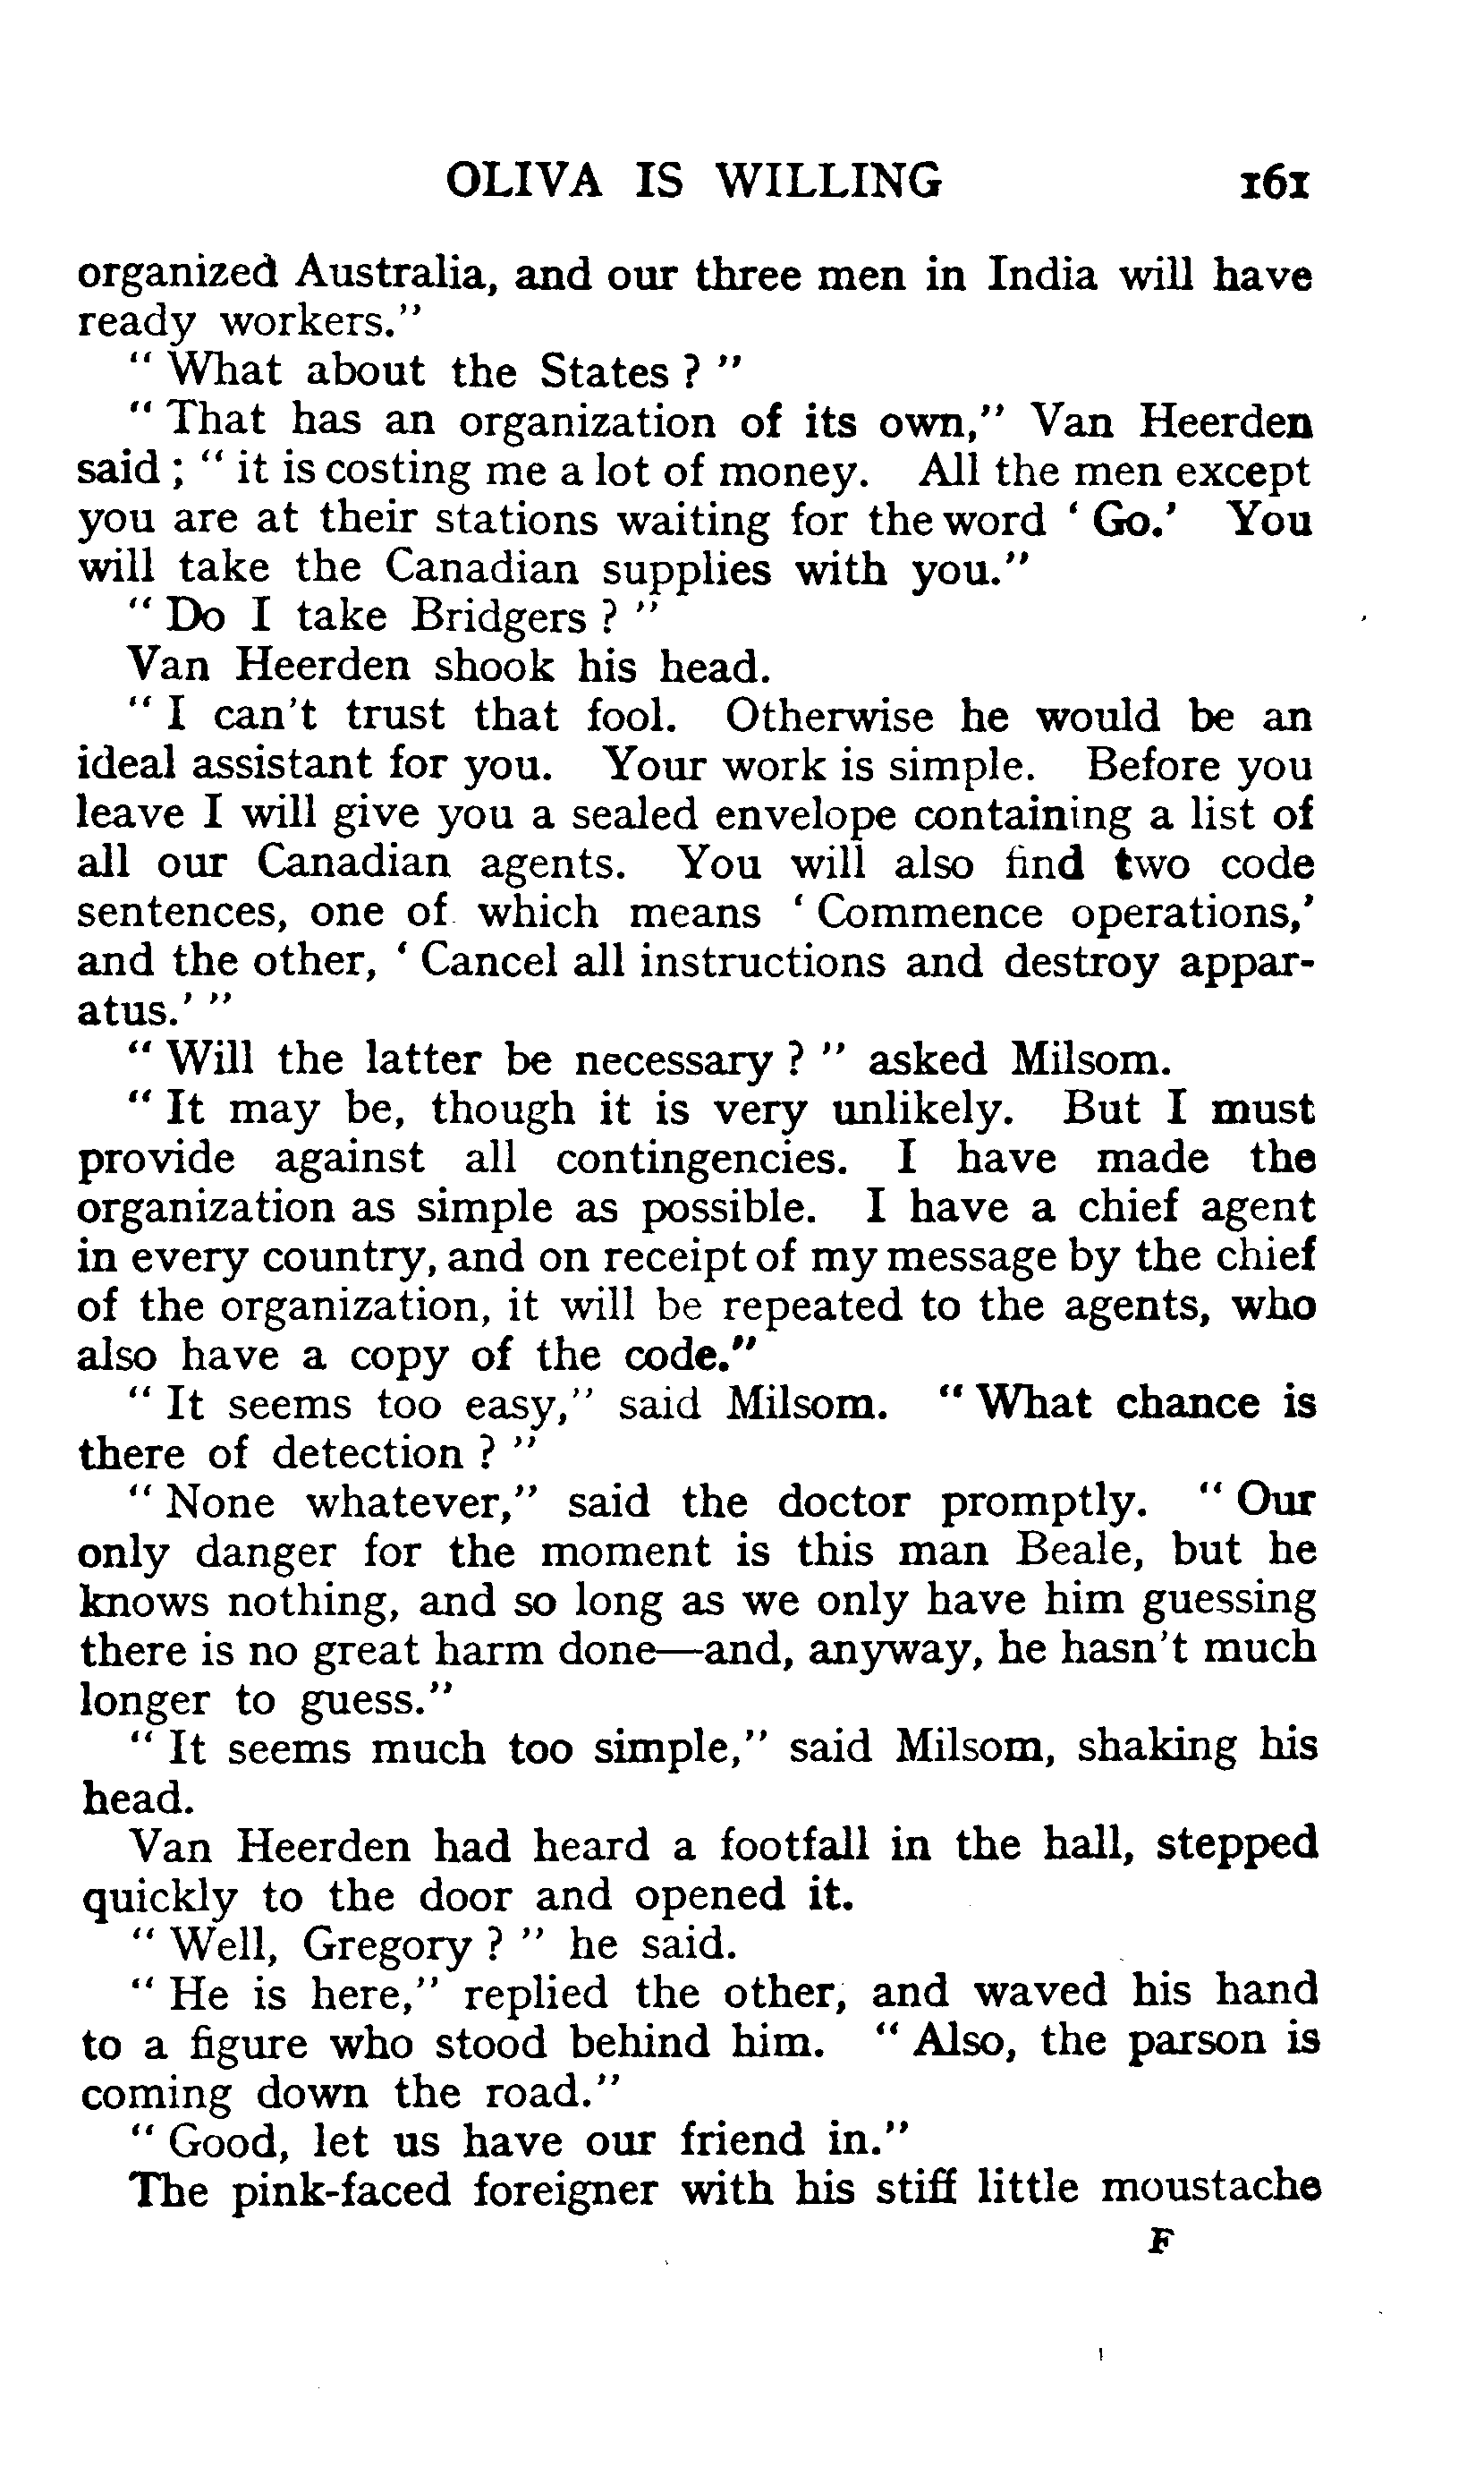 OLIVA IS WILLING 161
organized Australia, and our three men in India will have
ready workers."
" What about the States ? "
" That has an organization of its own," Van Heerden
said ; " it is costing me a lot of money. All the men except
you are at their stations waiting for the word ' Go.' You
will take the Canadian supplies with you."
" Do I take Bridgers ? "
Van Heerden shook his head.
" I can't trust that fool. Otherwise he would be an
ideal assistant for you. Your work is simple. Before you
leave I will give you a sealed envelope containing a list of
all our Canadian agents. You will also find two code
sentences, one of which means ' Commence operations,'
and the other, ' Cancel all instructions and destroy appar-
atus.' "
" Will the latter be necessary ? " asked Milsom.
" It may be, though it is very unlikely. But I must
provide against all contingencies. I have made the
organization as simple as possible. I have a chief agent
in every country, and on receipt of my message by the chief
of the organization, it will be repeated to the agents, who
also have a copy of the code."
" It seems too easy," said Milsom. " What chance is
there of detection ? "
" None whatever," said the doctor promptly. " Our
only danger for the moment is this man Beale, but he
knows nothing, and so long as we only have him guessing
there is no great harm done—and, anyway, he hasn't much
longer to guess."
" It seems much too simple," said Milsom, shaking his
head.
Van Heerden had heard a footfall in the hall, stepped
quickly to the door and opened it.
" Well, Gregory ? " he said.
" He is here," replied the other, and waved his hand
to a figure who stood behind him. " Also, the parson is
coming down the road."
" Good, let us have our friend in."
The pink-faced foreigner with his stiff little moustache
F